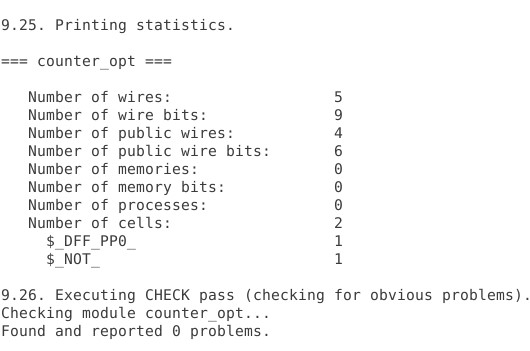 9.25. Printing statistics.
=== counter_opt ===
Number of wires: 5
Number of wire bits: 9
Number of public wires: 4
Number of public wire bits: 6
Number of memories: 0
Number of memory bits: 0
Number of processes: 0
Number of cells: 2
$_DFF_PP0_ 1
$_NOT_ 1
9.26. Executing CHECK pass (checking for obvious problems).
Checking module counter_opt...
Found and reported 0 problems.